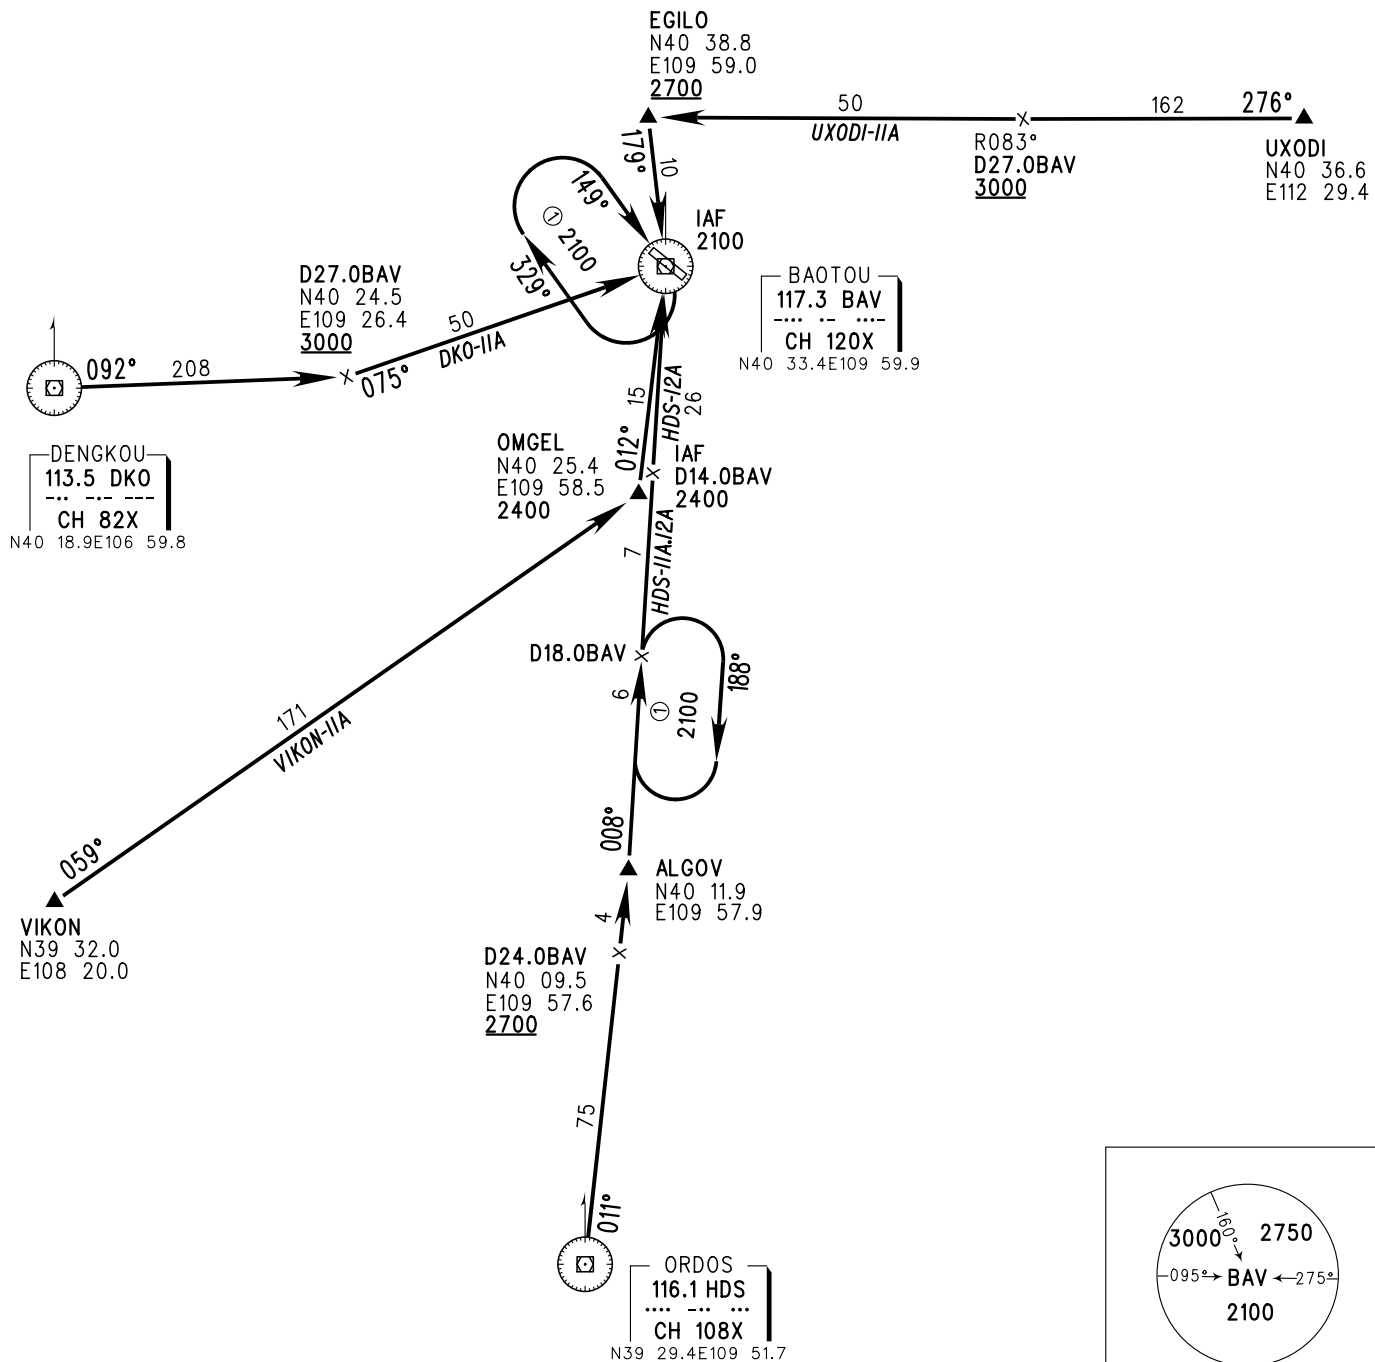 EGILO
N40 38.8
E109 59.0
2700
50
UXODI-11A
162
276°
R083°
D27.0BAV
3000
UXODI
N40 36.6
E112 29.4
179°
10
149°
① 2100
329°
IAF
2100
BAOTOU
117.3 BAV
-··· ·- ···-
CH 120X
N40 33.4E109 59.9
D27.0BAV
N40 24.5
E109 26.4
3000
50
DKO-11A
075°
092°
208
DENGKOU
113.5 DKO
-·· -·- ---
CH 82X
N40 18.9E106 59.8
15
012°
HDS-12A
26
OMGEL
N40 25.4
E109 58.5
2400
IAF
D14.0BAV
2400
7
HDS-11A,12A
D18.0BAV
6
① 2100
188°
171
VIKON-11A
059°
VIKON
N39 32.0
E108 20.0
008°
ALGOV
N40 11.9
E109 57.9
4
D24.0BAV
N40 09.5
E109 57.6
2700
75
011°
ORDOS
116.1 HDS
···· -·· ···
CH 108X
N39 29.4E109 51.7
3000
160°
2750
095°
BAV
275°
2100